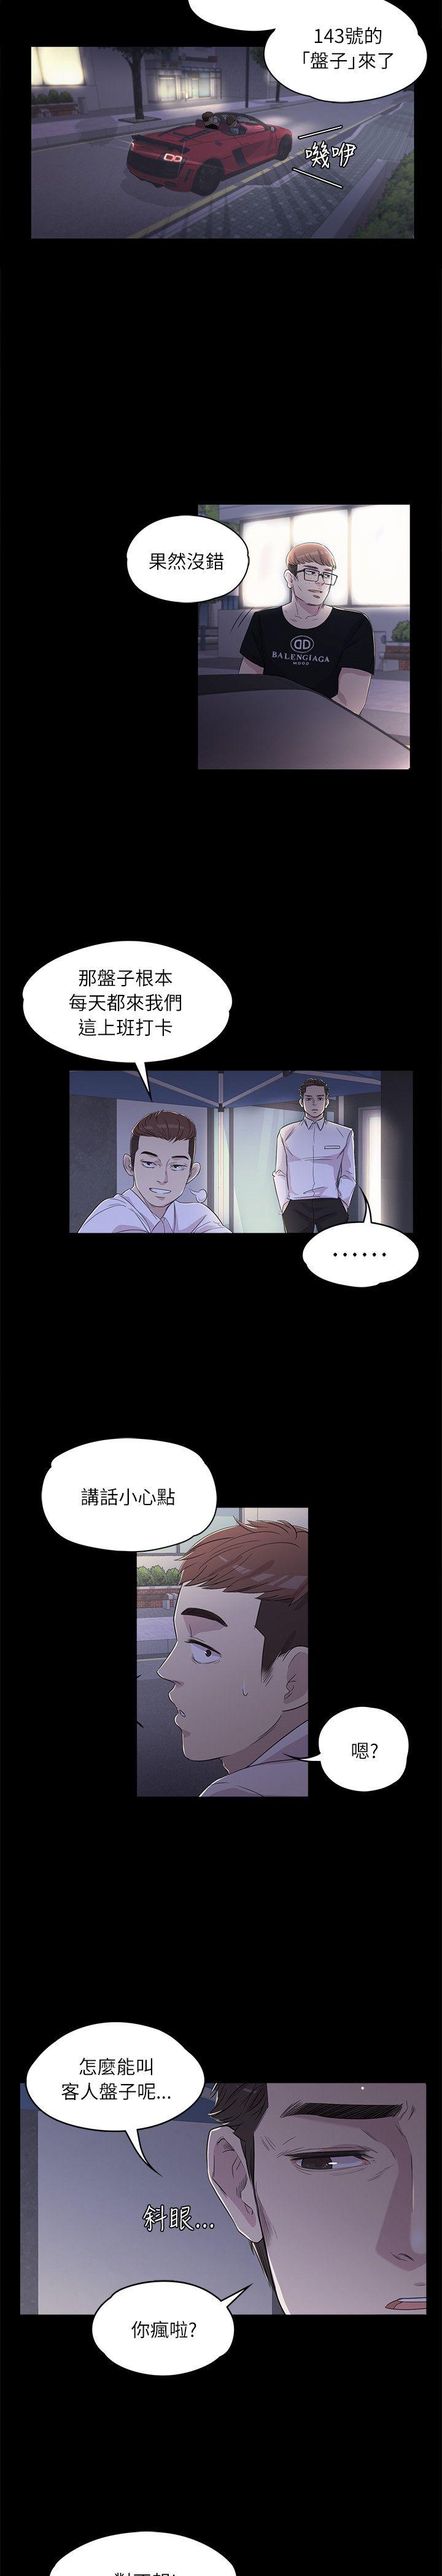 143號的
「盤子」來了
嘰咿
果然沒錯
BALENGIAGA
MOOD
那盤子根本
每天都來我們
這上班打卡
······
講話小心點
嗯?
怎麼能叫
客人盤子呢...
斜眼...
你瘋啦?